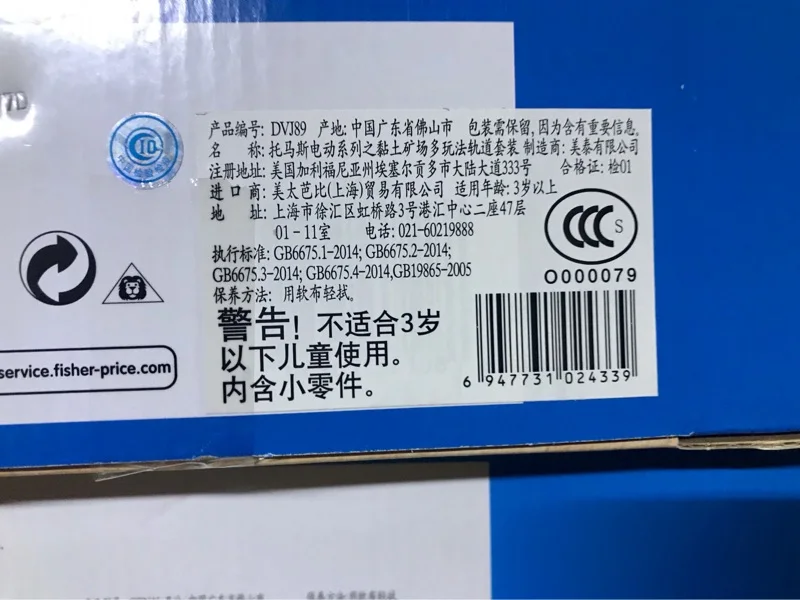 产品编号: DVJ89 产地: 中国广东省佛山市 包装需保留,因为含有重要信息。
名 称: 托马斯电动系列之黏土矿场多玩法轨道套装 制造商: 美泰有限公司
注册地址: 美国加利福尼亚州埃塞尔贡多市大陆大道333号 合格证: 检01
进 口 商: 美太芭比(上海)贸易有限公司 适用年龄: 3岁以上
地 址: 上海市徐汇区虹桥路3号港汇中心二座47层
01-11室 电话: 021-60219888
执行标准: GB6675.1-2014; GB6675.2-2014;
GB6675.3-2014; GB6675.4-2014,GB19865-2005
保养方法: 用软布轻拭。
警告! 不适合3岁
以下儿童使用。
内含小零件。
CCC S
O000079
6 947731 024339
CIQ
service.fisher-price.com